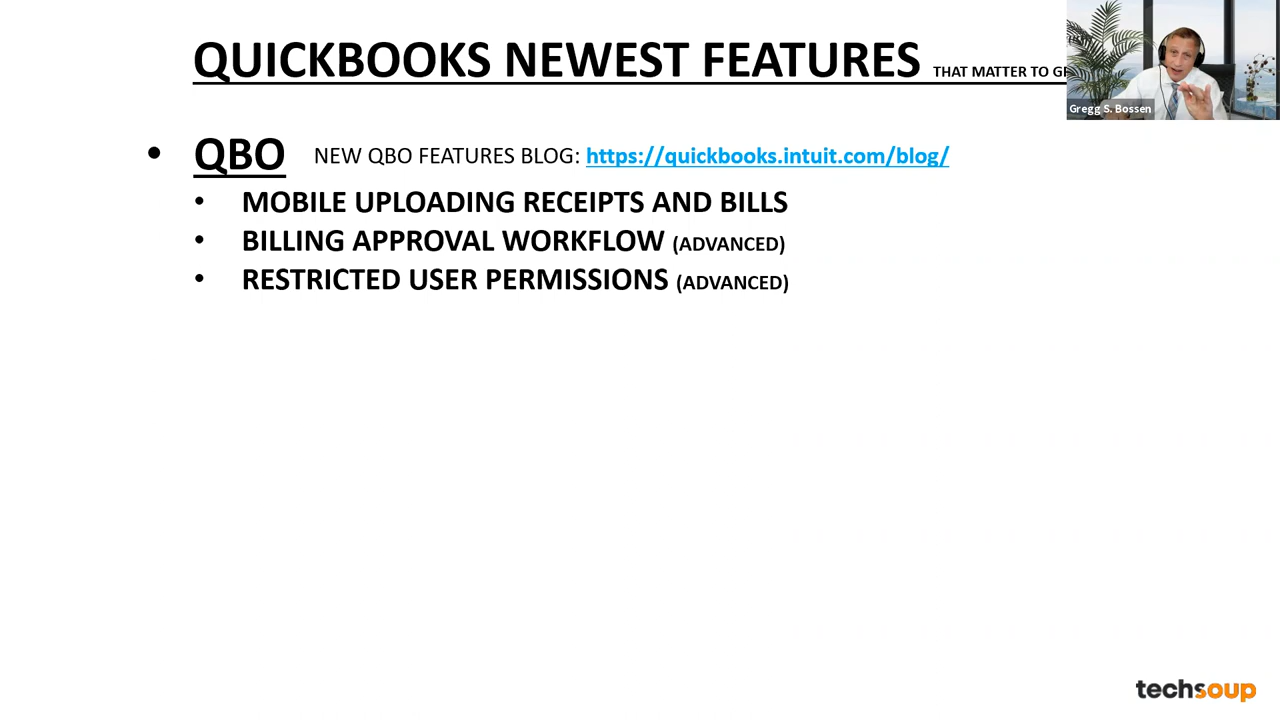 QUICKBOOKS NEWEST FEATURES THAT MATTER TO
Gregg S. Bossen
• QBO NEW QBO FEATURES BLOG: https://quickbooks.intuit.com/blog/
• MOBILE UPLOADING RECEIPTS AND BILLS
• BILLING APPROVAL WORKFLOW (ADVANCED)
• RESTRICTED USER PERMISSIONS (ADVANCED)
techsoup